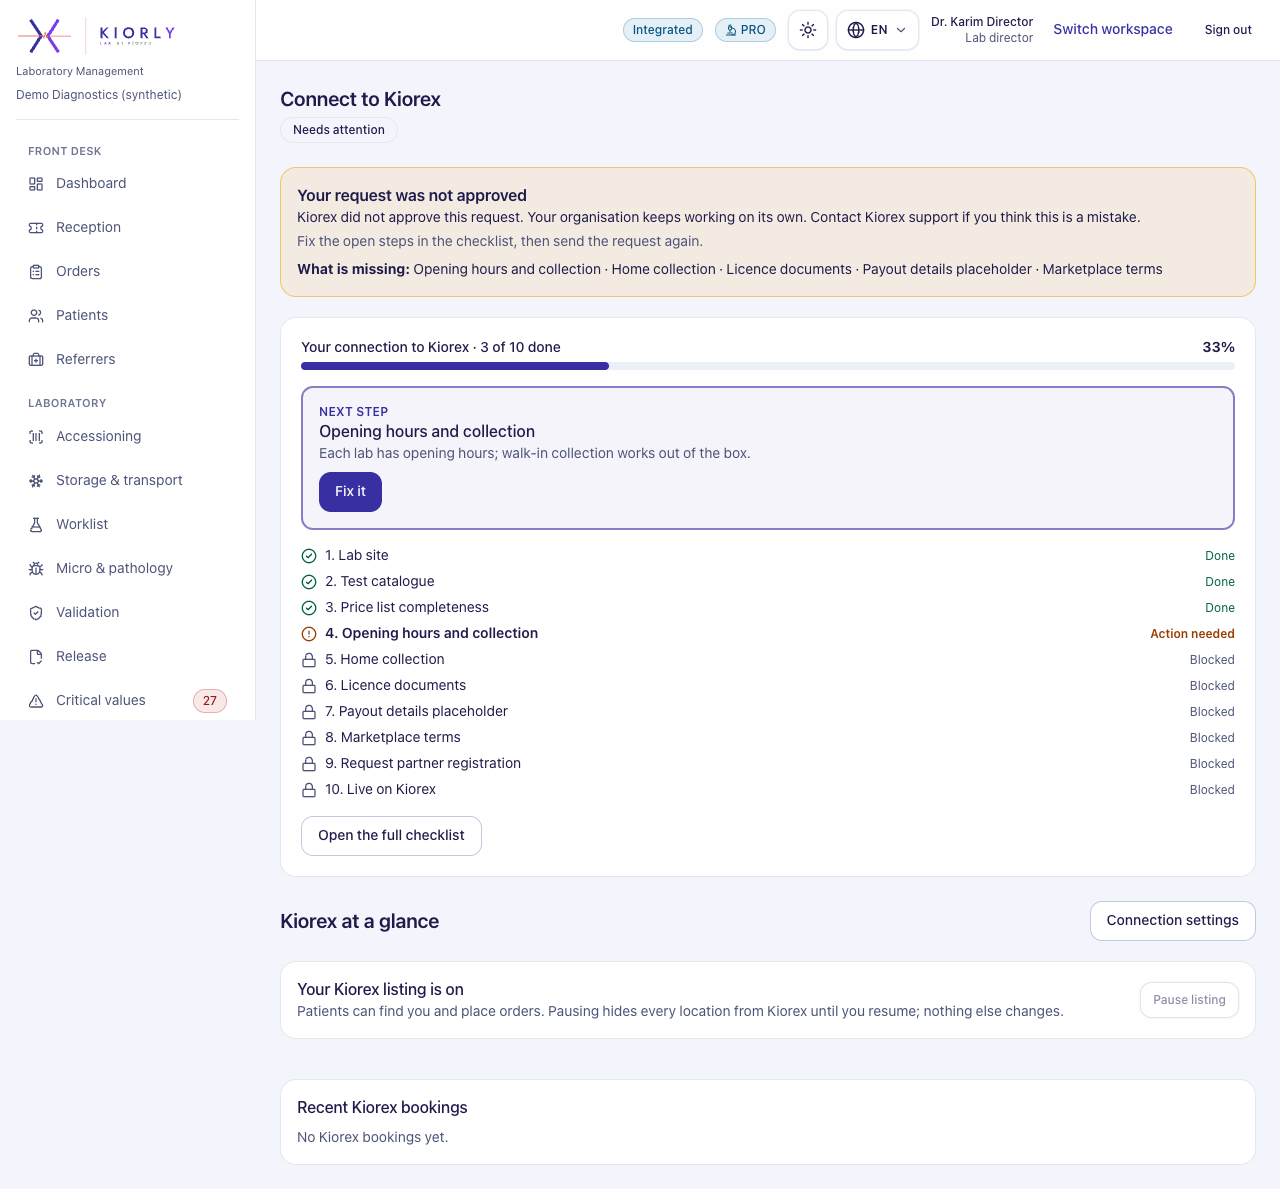 KIORLY
Laboratory Management
Demo Diagnostics (synthetic)
FRONT DESK
Dashboard
Reception
Orders
Patients
Referrers
LABORATORY
Accessioning
Storage & transport
Worklist
Micro & pathology
Validation
Release
Critical values 27
Integrated
PRO
EN
Dr. Karim Director
Lab director
Switch workspace
Sign out
Connect to Kiorex
Needs attention
Your request was not approved
Kiorex did not approve this request. Your organisation keeps working on its own. Contact Kiorex support if you think this is a mistake.
Fix the open steps in the checklist, then send the request again.
What is missing: Opening hours and collection · Home collection · Licence documents · Payout details placeholder · Marketplace terms
Your connection to Kiorex · 3 of 10 done 33%
NEXT STEP
Opening hours and collection
Each lab has opening hours; walk-in collection works out of the box.
Fix it
1. Lab site Done
2. Test catalogue Done
3. Price list completeness Done
4. Opening hours and collection Action needed
5. Home collection Blocked
6. Licence documents Blocked
7. Payout details placeholder Blocked
8. Marketplace terms Blocked
9. Request partner registration Blocked
10. Live on Kiorex Blocked
Open the full checklist
Kiorex at a glance
Connection settings
Your Kiorex listing is on
Patients can find you and place orders. Pausing hides every location from Kiorex until you resume; nothing else changes.
Pause listing
Recent Kiorex bookings
No Kiorex bookings yet.